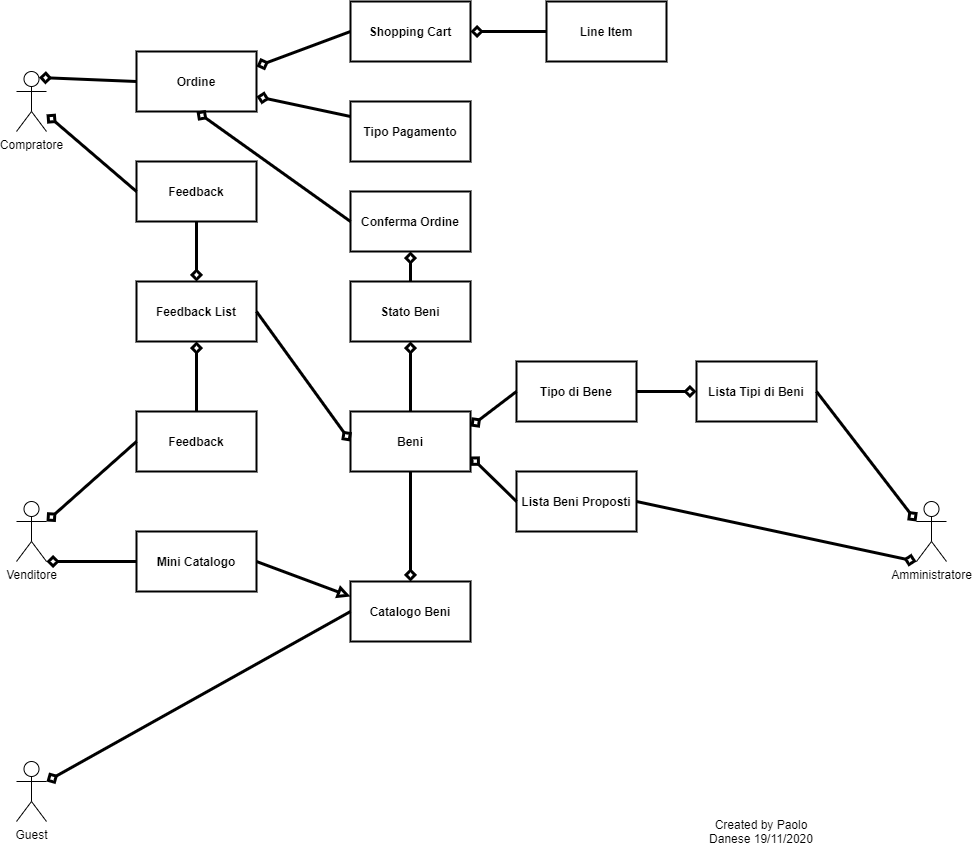 Shopping Cart
Line Item
Ordine
Tipo Pagamento
Compratore
Feedback
Conferma Ordine
Feedback List
Stato Beni
Tipo di Bene
Lista Tipi di Beni
Feedback
Beni
Lista Beni Proposti
Mini Catalogo
Venditore
Amministratore
Catalogo Beni
Guest
Created by Paolo
Danese 19/11/2020